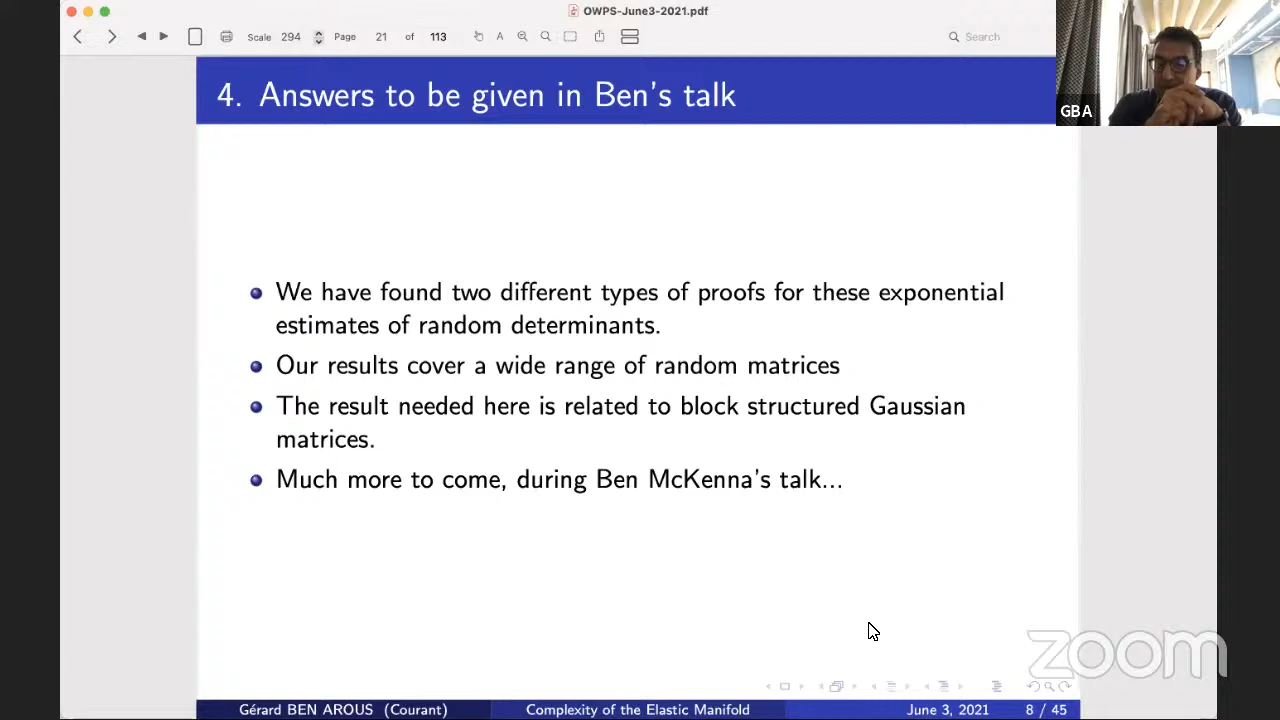 OWPS-June3-2021.pdf
Scale 294 Page 21 of 113 A Search
4. Answers to be given in Ben's talk
GBA
We have found two different types of proofs for these exponential
estimates of random determinants.
Our results cover a wide range of random matrices
The result needed here is related to block structured Gaussian
matrices.
Much more to come, during Ben McKenna's talk...
zoom
Gérard BEN AROUS (Courant) Complexity of the Elastic Manifold June 3, 2021 8 / 45